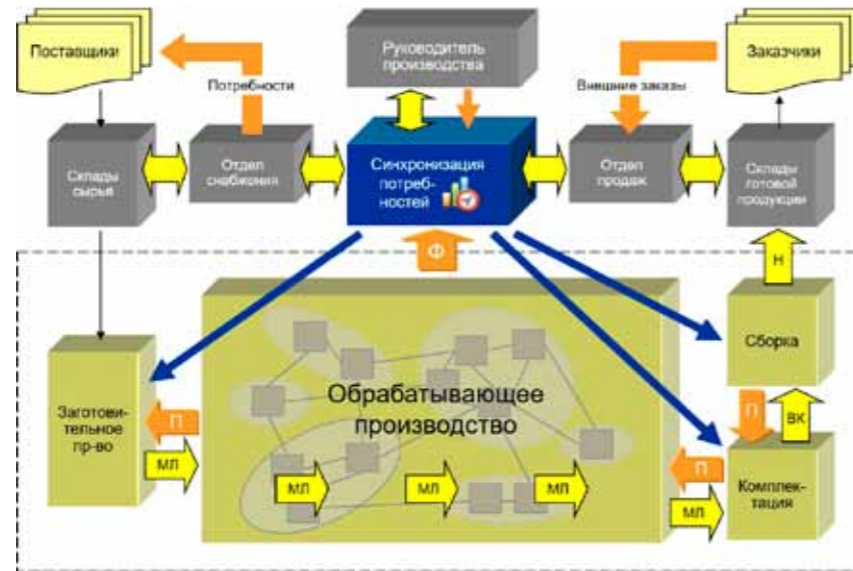 Поставщики
Потребности
Руководитель
производства
Внешние заказы
Заказчики
Склады
сырья
Отдел
снабжения
Синхронизация
потреб-
ностей
Отдел
продаж
Склады
готовой
продукции
Ф
Н
Сборка
Заготови-
тельное
пр-во
П
МЛ
Обрабатывающее
производство
МЛ
МЛ
МЛ
П
ВК
П
МЛ
Комплек-
тация